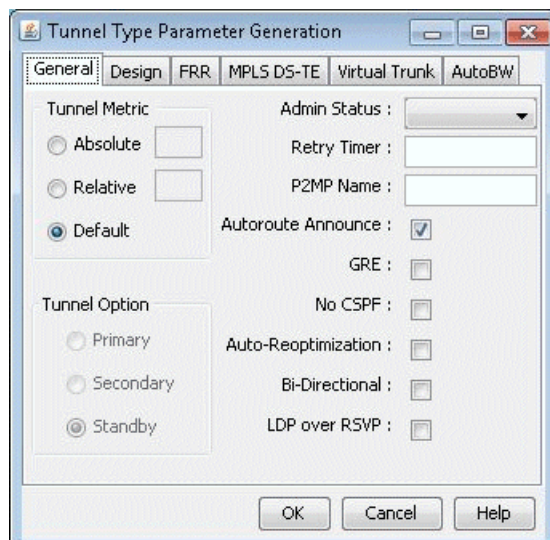 Tunnel Type Parameter Generation
General Design FRR MPLS DS-TE Virtual Trunk AutoBW
Tunnel Metric
Absolute
Relative
Default
Tunnel Option
Primary
Secondary
Standby
Admin Status :
Retry Timer :
P2MP Name :
Autoroute Announce :
GRE :
No CSPF :
Auto-Reoptimization :
Bi-Directional :
LDP over RSVP :
OK Cancel Help